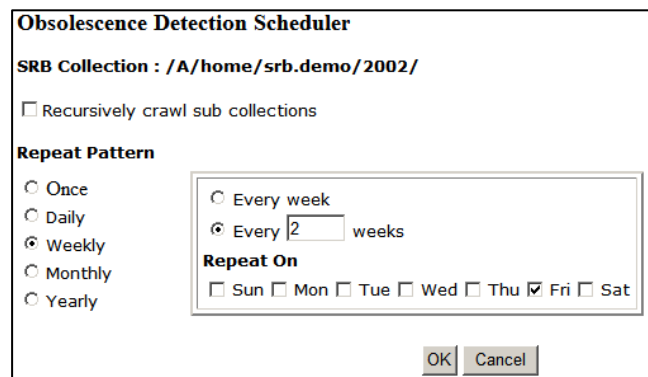 Obsolescence Detection Scheduler
SRB Collection : /A/home/srb.demo/2002/
Recursively crawl sub collections
Repeat Pattern
Once
Daily
Weekly
Monthly
Yearly
Every week
Every 2 weeks
Repeat On
Sun Mon Tue Wed Thu Fri Sat
OK Cancel